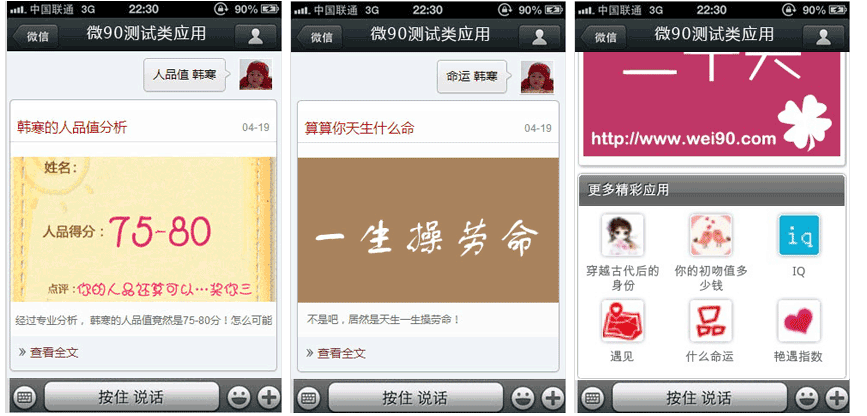 中国联通 3G 22:30 90%
微信 微90测试类应用
人品值 韩寒
韩寒的人品值分析 04-19
姓名：
人品得分： 75-80
点评：你的人品还算可以…奖你三
经过专业分析，韩寒的人品值竟然是75-80分！怎么可能
» 查看全文
按住 说话
中国联通 3G 22:30 90%
微信 微90测试类应用
命运 韩寒
算算你天生什么命 04-19
一生操劳命
不是吧，居然是天生一生操劳命！
» 查看全文
按住 说话
中国联通 3G 22:30 90%
微信 微90测试类应用
http://www.wei90.com
更多精彩应用
iq
穿越古代后的
身份
你的初吻值多
少钱
IQ
遇见
什么命运
艳遇指数
按住 说话